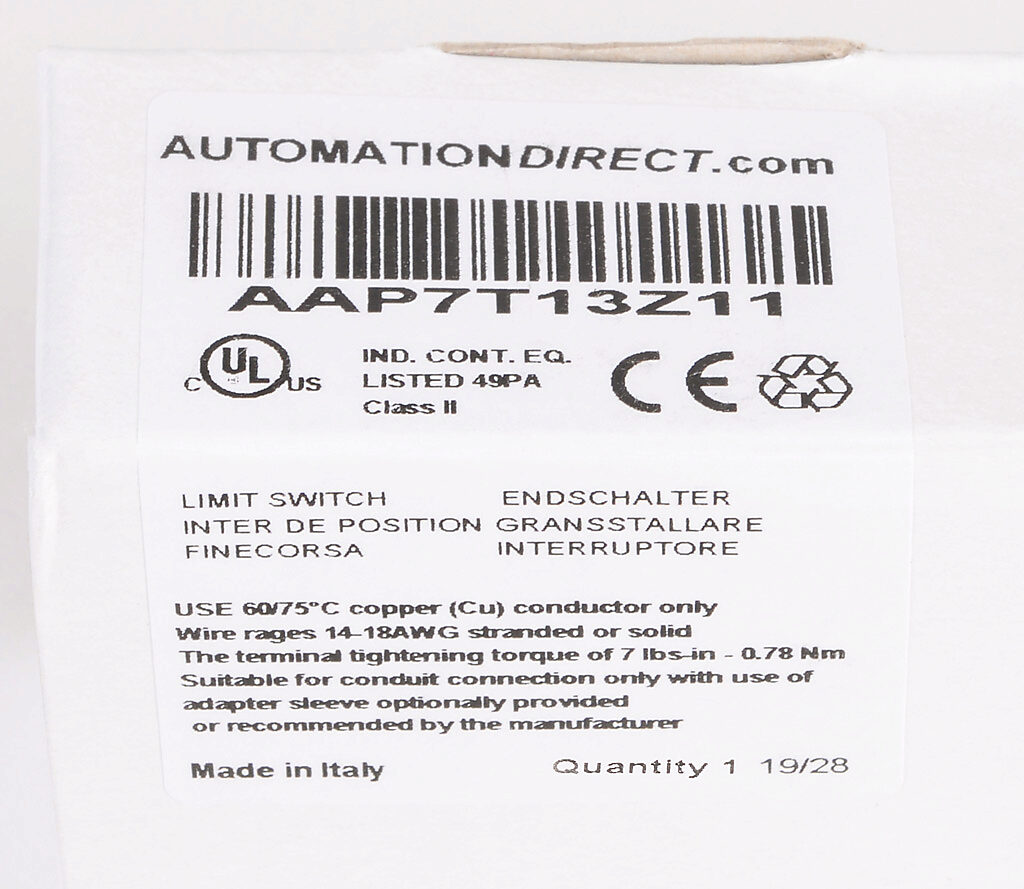 AUTOMATIONDIRECT.com
AAP7T13Z11
C UL US
IND. CONT. EQ.
LISTED 49PA
Class II
CE
LIMIT SWITCH ENDSCHALTER
INTER DE POSITION GRANSSTALLARE
FINECORSA INTERRUPTORE
USE 60/75°C copper (Cu) conductor only
Wire rages 14-18AWG stranded or solid
The terminal tightening torque of 7 lbs-in - 0.78 Nm
Suitable for conduit connection only with use of
adapter sleeve optionally provided
or recommended by the manufacturer
Made in Italy Quantity 1 19/28